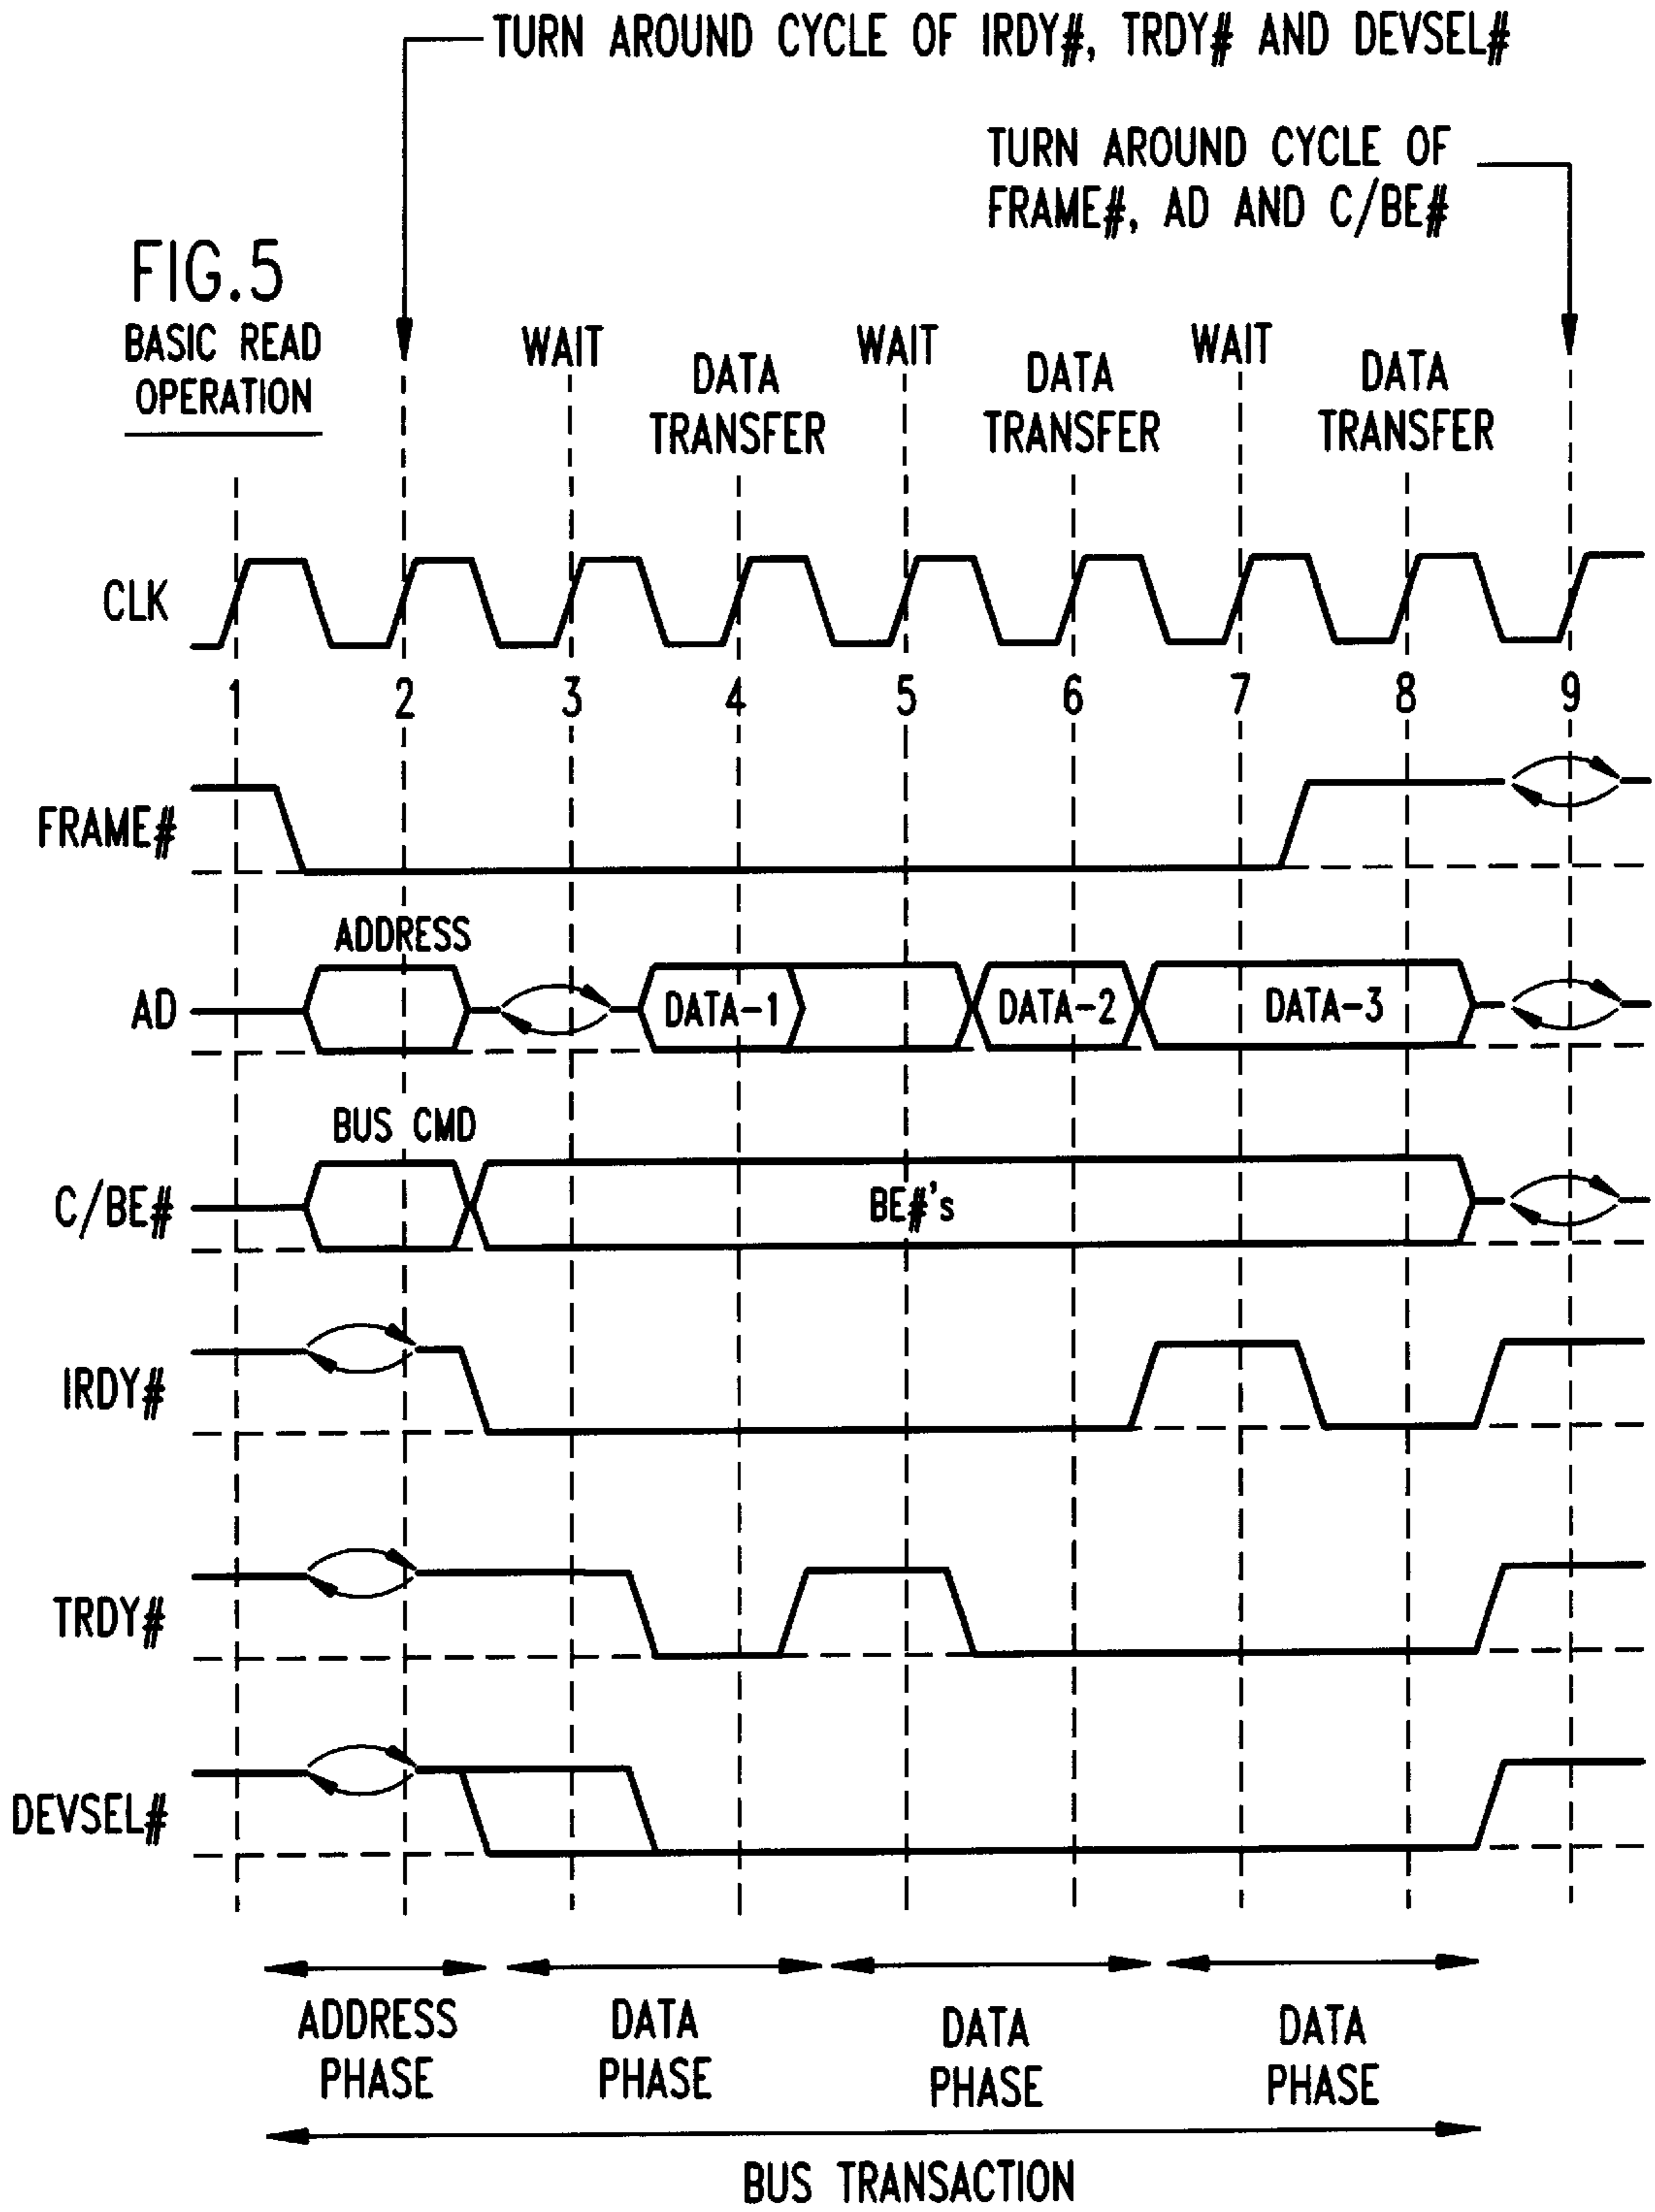 TURN AROUND CYCLE OF IRDY#, TRDY# AND DEVSEL#
TURN AROUND CYCLE OF
FRAME#, AD AND C/BE#
FIG.5
BASIC READ
OPERATION
WAIT
DATA
TRANSFER
WAIT
DATA
TRANSFER
WAIT
DATA
TRANSFER
CLK
1 2 3 4 5 6 7 8 9
FRAME#
ADDRESS
AD
DATA-1
DATA-2
DATA-3
BUS CMD
C/BE#
BE#'s
IRDY#
TRDY#
DEVSEL#
ADDRESS
PHASE
DATA
PHASE
DATA
PHASE
DATA
PHASE
BUS TRANSACTION